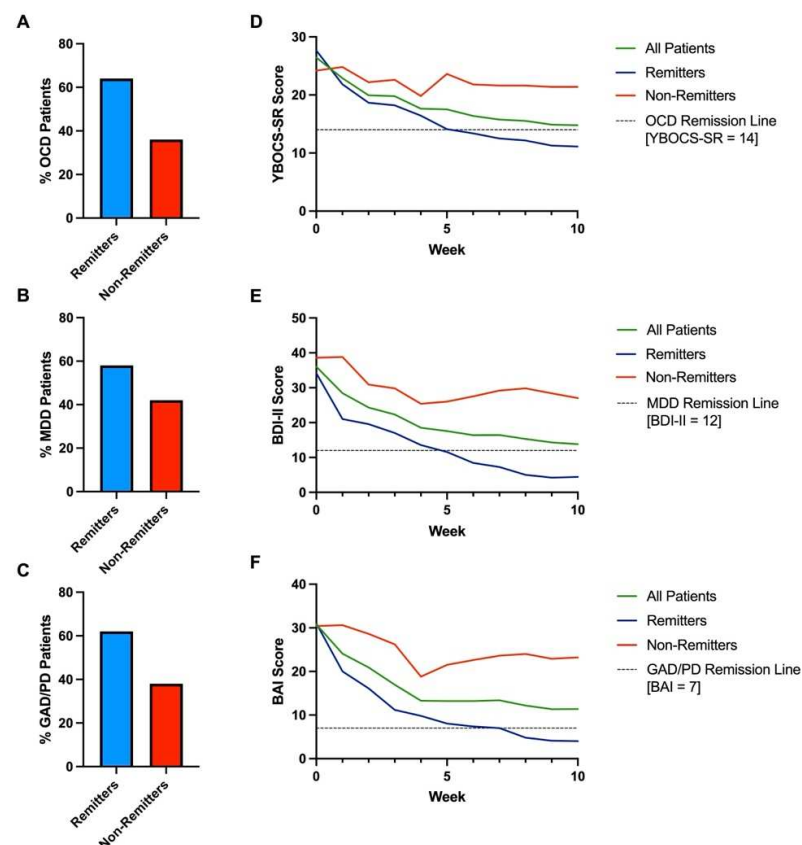 A
80
60
40
20
0
% OCD Patients
Remitters
Non-Remitters
D
30
20
10
0
YBOCS-SR Score
0
5
10
Week
All Patients
Remitters
Non-Remitters
OCD Remission Line
[YBOCS-SR = 14]
B
80
60
40
20
0
% MDD Patients
Remitters
Non-Remitters
E
50
40
30
20
10
0
BDI-II Score
0
5
10
Week
All Patients
Remitters
Non-Remitters
MDD Remission Line
[BDI-II = 12]
C
80
60
40
20
0
% GAD/PD Patients
Remitters
Non-Remitters
F
40
30
20
10
0
BAI Score
0
5
10
Week
All Patients
Remitters
Non-Remitters
GAD/PD Remission Line
[BAI = 7]